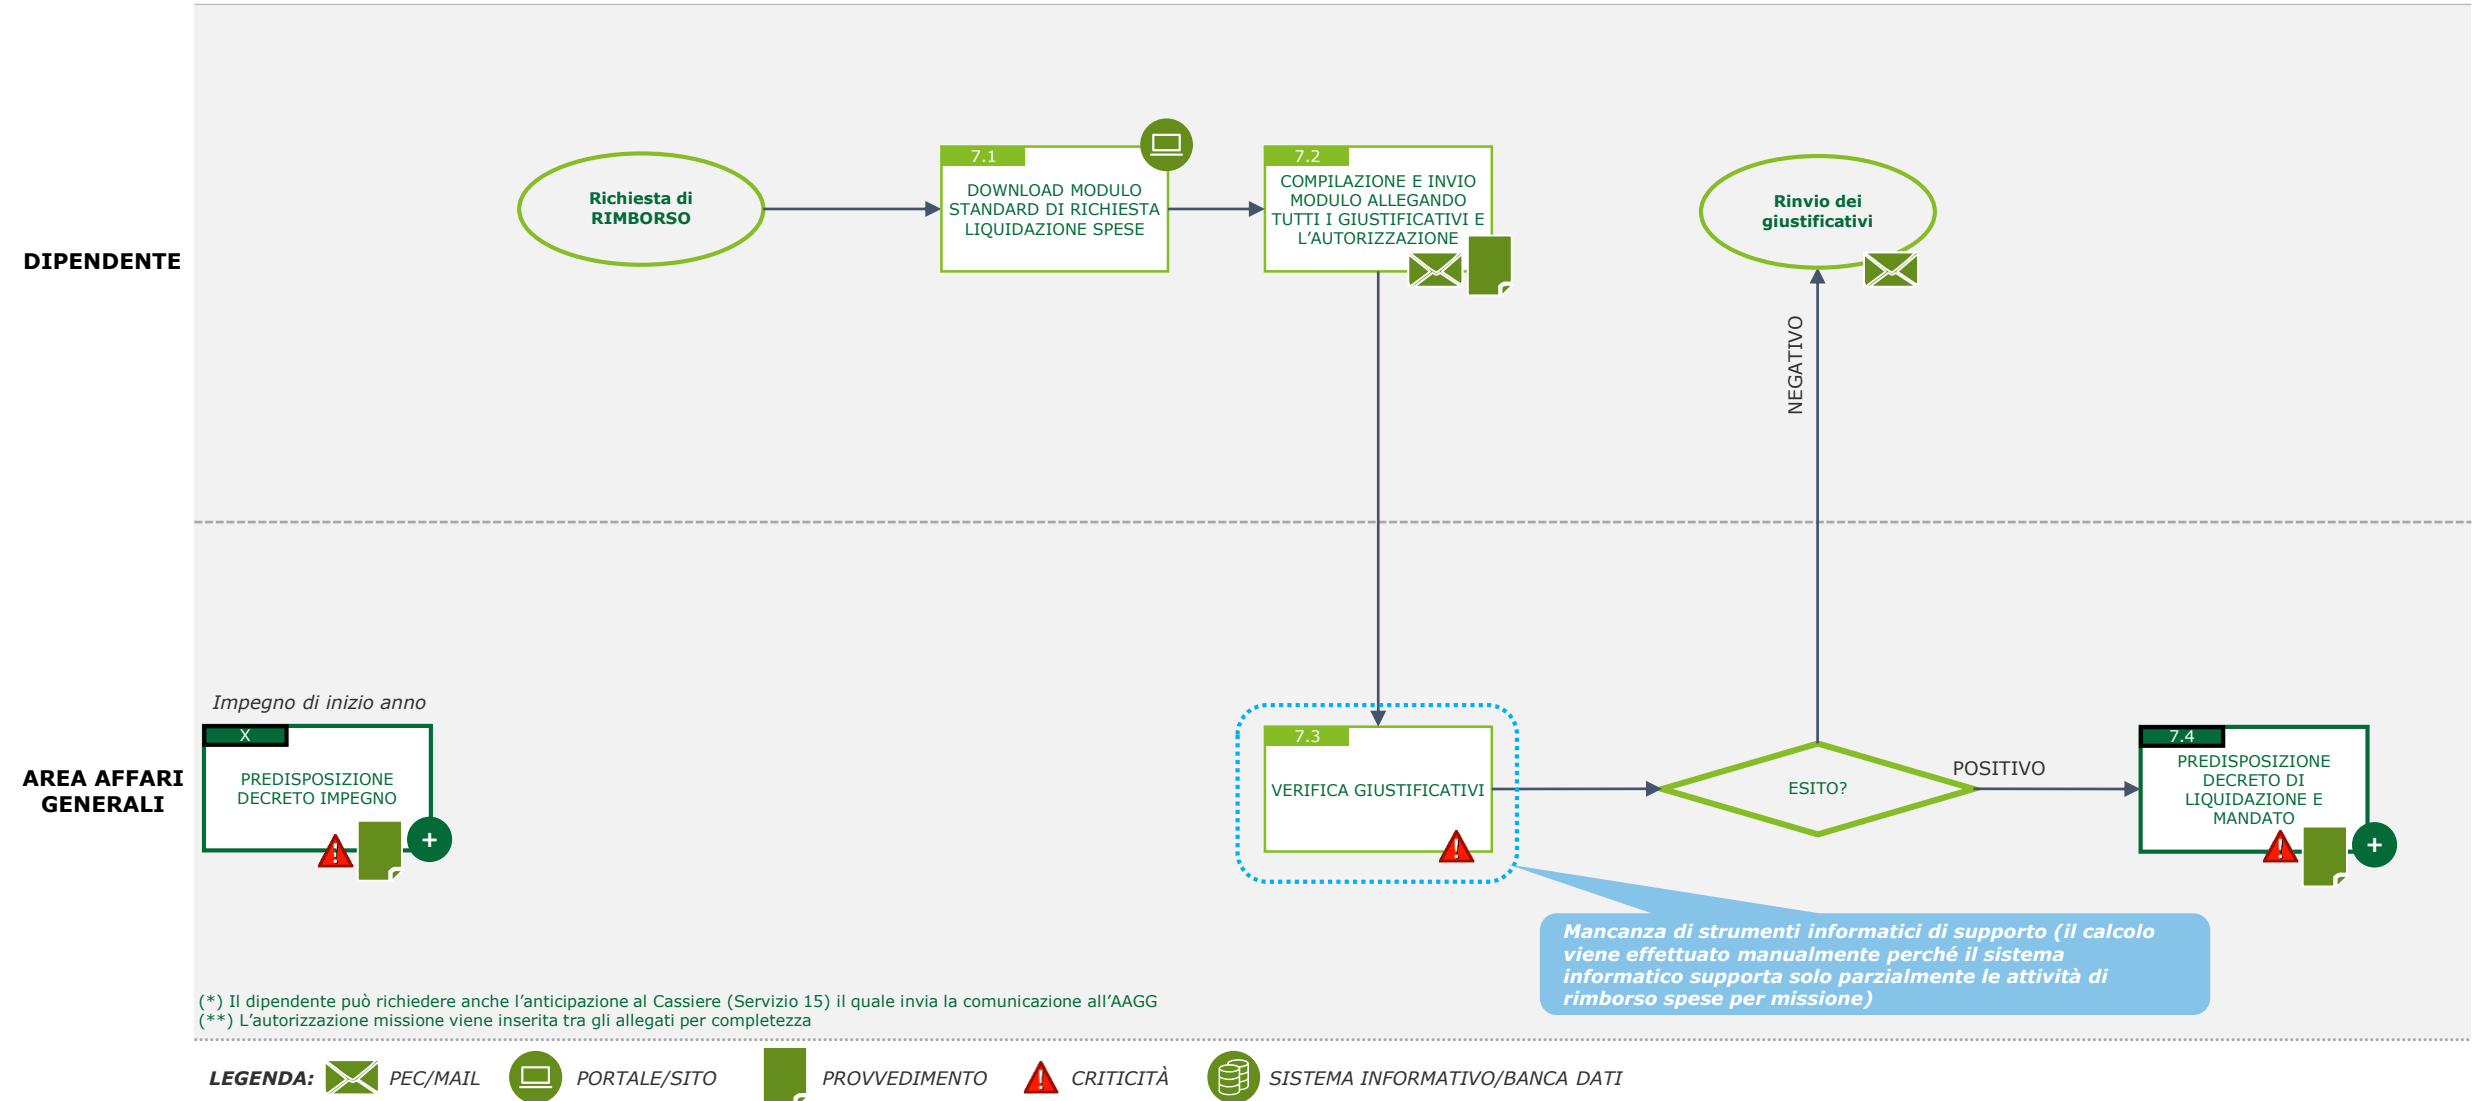 DIPENDENTE
Richiesta di
RIMBORSO
7.1
DOWNLOAD MODULO
STANDARD DI RICHIESTA
LIQUIDAZIONE SPESE
7.2
COMPILAZIONE E INVIO
MODULO ALLEGANDO
TUTTI I GIUSTIFICATIVI E
L'AUTORIZZAZIONE
Rinvio dei
giustificativi
NEGATIVO
AREA AFFARI
GENERALI
Impegno di inizio anno
X
PREDISPOSIZIONE
DECRETO IMPEGNO
+
7.3
VERIFICA GIUSTIFICATIVI
ESITO?
POSITIVO
7.4
PREDISPOSIZIONE
DECRETO DI
LIQUIDAZIONE E
MANDATO
+
Mancanza di strumenti informatici di supporto (il calcolo
viene effettuato manualmente perché il sistema
informatico supporta solo parzialmente le attività di
rimborso spese per missione)
(*) Il dipendente può richiedere anche l'anticipazione al Cassiere (Servizio 15) il quale invia la comunicazione all'AAGG
(**) L'autorizzazione missione viene inserita tra gli allegati per completezza
LEGENDA: PEC/MAIL PORTALE/SITO PROVVEDIMENTO CRITICITÀ SISTEMA INFORMATIVO/BANCA DATI